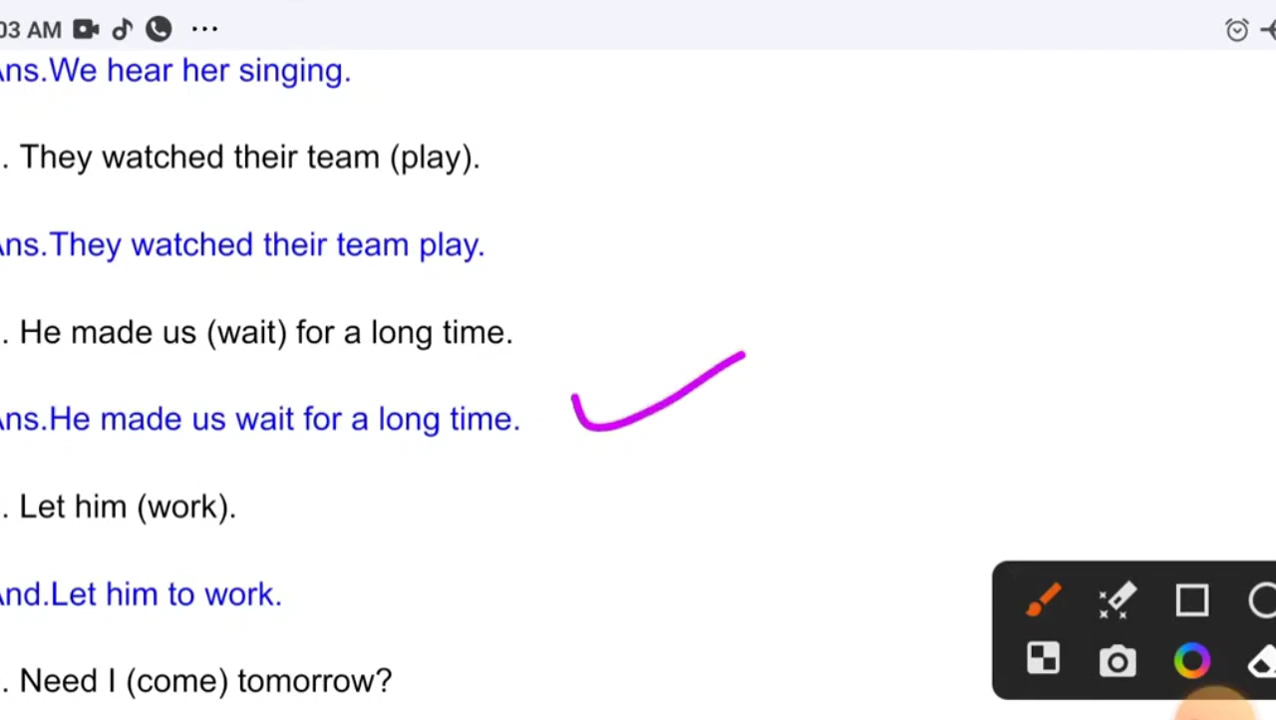 03 AM ...
ns.We hear her singing.
. They watched their team (play).
ns.They watched their team play.
. He made us (wait) for a long time.
ns.He made us wait for a long time.
. Let him (work).
nd.Let him to work.
. Need I (come) tomorrow?